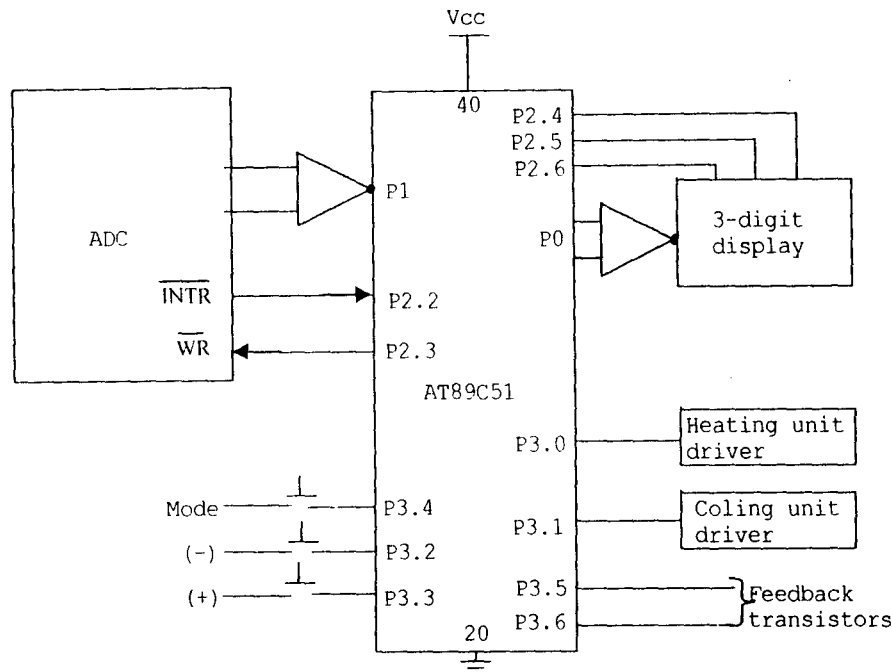 Vcc
40
ADC
INTR
WR
P1
P2.2
P2.3
AT89C51
Mode
(-)
(+)
P3.4
P3.2
P3.3
20
P2.4
P2.5
P2.6
P0
3-digit
display
P3.0
Heating unit
driver
P3.1
Coling unit
driver
P3.5
P3.6
Feedback
transistors